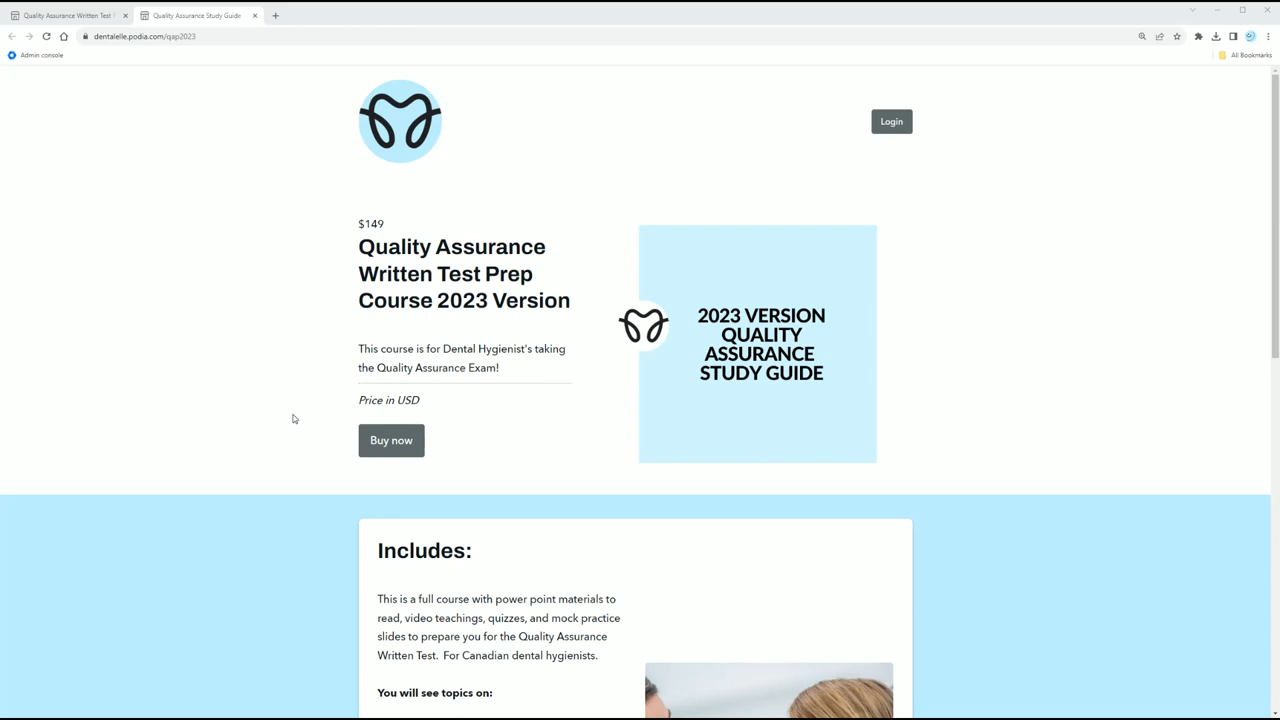 Quality Assurance Written Test
Quality Assurance Study Guide
dentalelle.podia.com/qap2023
Admin console
All Bookmarks
Login
$149
Quality Assurance
Written Test Prep
Course 2023 Version
This course is for Dental Hygienist's taking
the Quality Assurance Exam!
Price in USD
Buy now
2023 VERSION
QUALITY
ASSURANCE
STUDY GUIDE
Includes:
This is a full course with power point materials to
read, video teachings, quizzes, and mock practice
slides to prepare you for the Quality Assurance
Written Test. For Canadian dental hygienists.
You will see topics on: